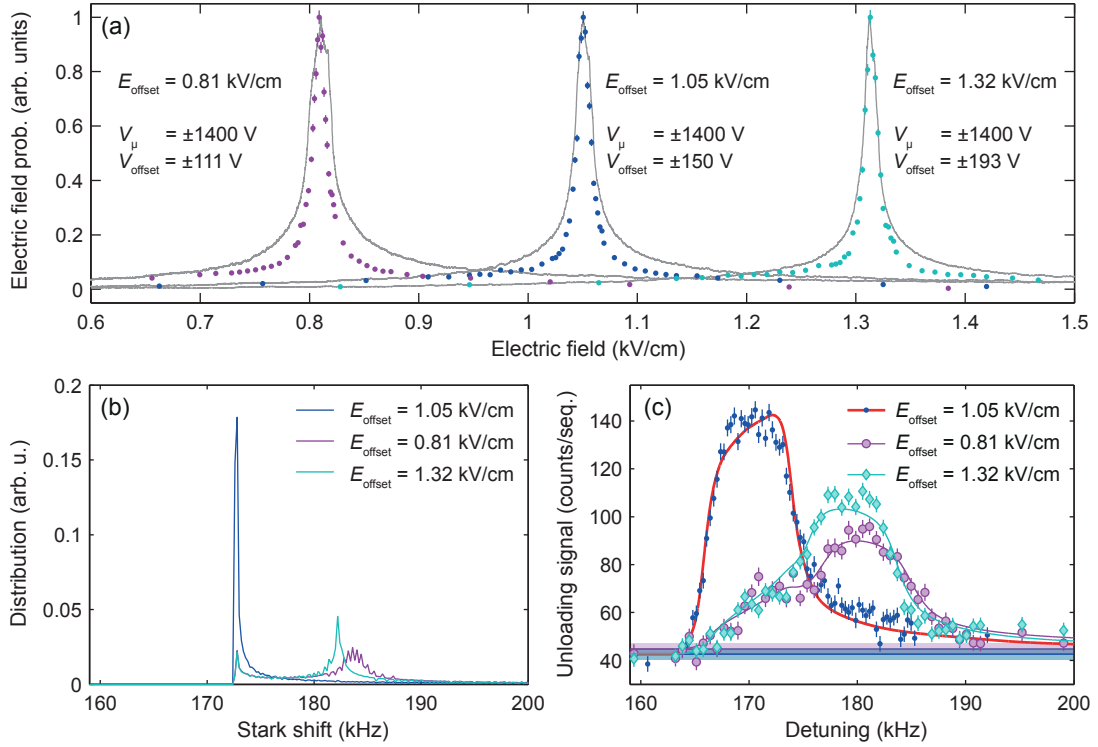 (a)
Electric field prob. (arb. units)
1
0.8
0.6
0.4
0.2
0
E_offset = 0.81 kV/cm
V_μ = ±1400 V
V_offset = ±111 V
E_offset = 1.05 kV/cm
V_μ = ±1400 V
V_offset = ±150 V
E_offset = 1.32 kV/cm
V_μ = ±1400 V
V_offset = ±193 V
0.6 0.7 0.8 0.9 1 1.1 1.2 1.3 1.4 1.5
Electric field (kV/cm)
(b)
Distribution (arb. u.)
0.2
0.15
0.1
0.05
0
E_offset = 1.05 kV/cm
E_offset = 0.81 kV/cm
E_offset = 1.32 kV/cm
160 170 180 190 200
Stark shift (kHz)
(c)
Unloading signal (counts/seq.)
140
120
100
80
60
40
E_offset = 1.05 kV/cm
E_offset = 0.81 kV/cm
E_offset = 1.32 kV/cm
160 170 180 190 200
Detuning (kHz)